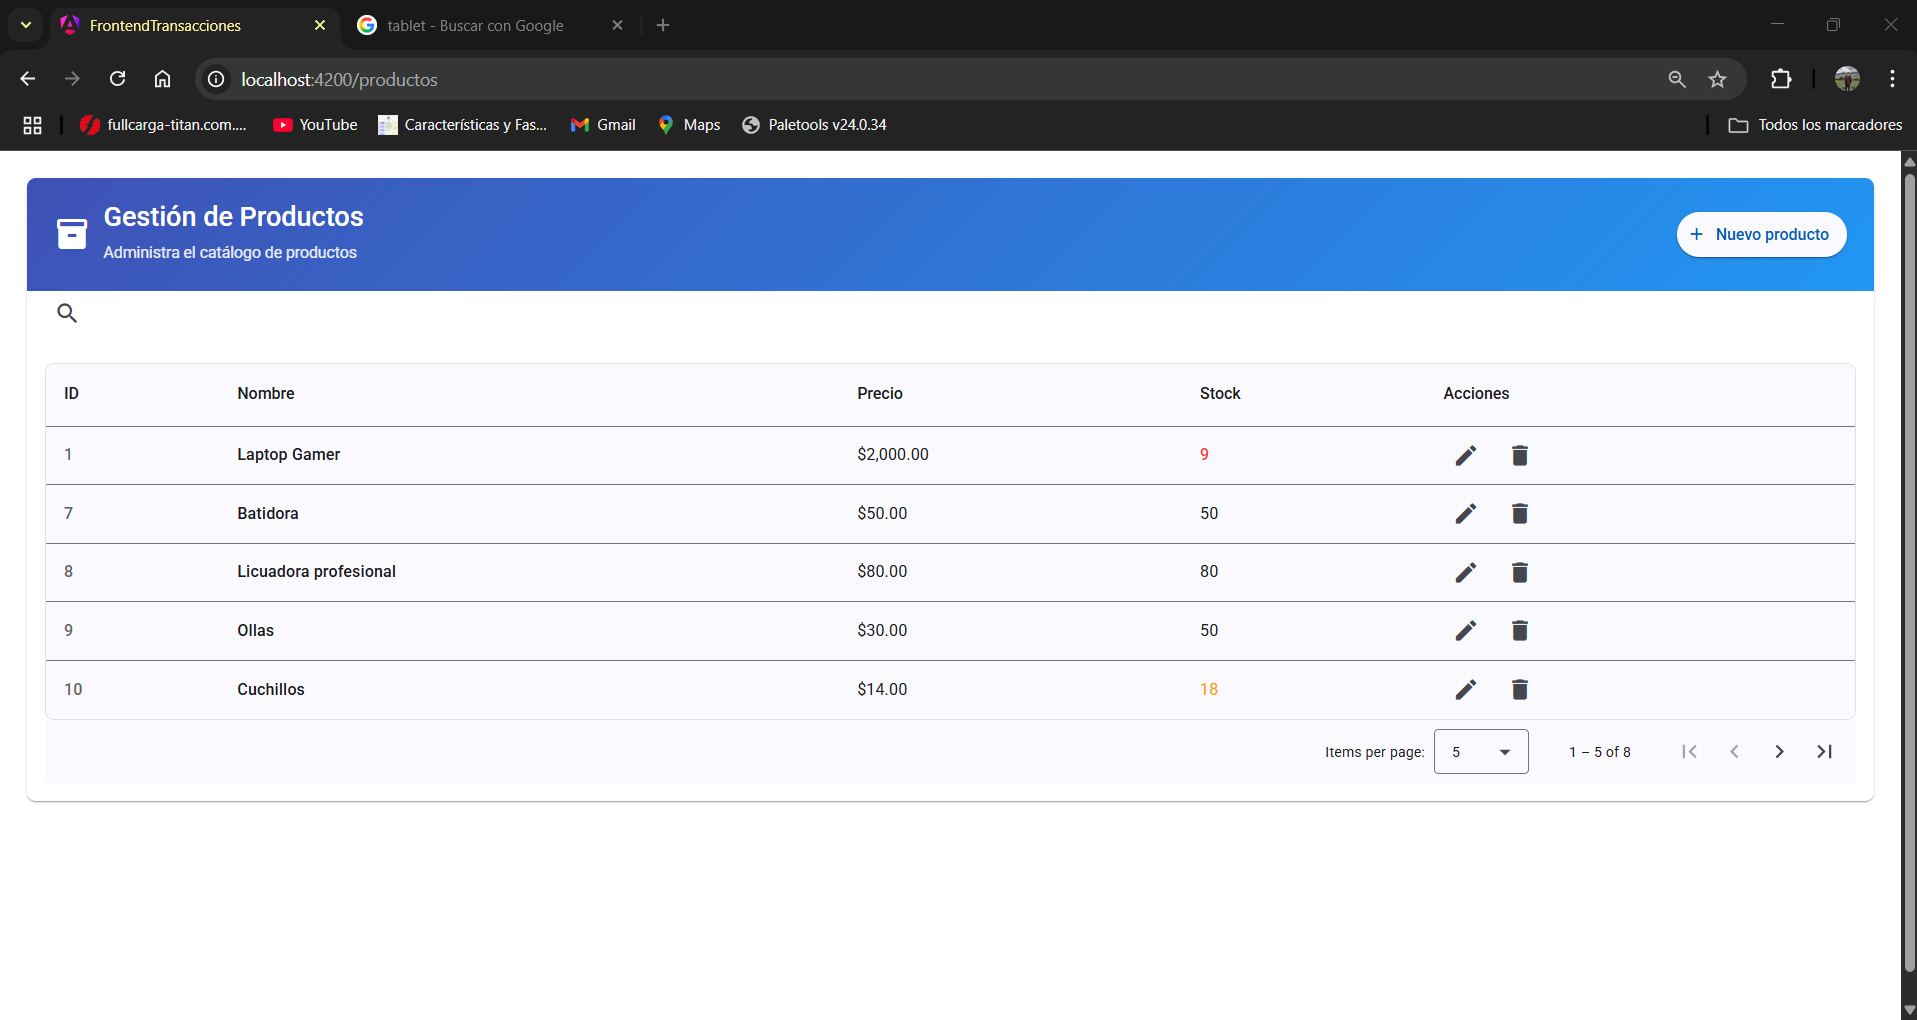 FrontendTransacciones
tablet - Buscar con Google
localhost:4200/productos
fullcarga-titan.com....
YouTube
Características y Fas...
Gmail
Maps
Paletools v24.0.34
Todos los marcadores
Gestión de Productos
Administra el catálogo de productos
+ Nuevo producto
ID Nombre Precio Stock Acciones
1 Laptop Gamer $2,000.00 9
7 Batidora $50.00 50
8 Licuadora profesional $80.00 80
9 Ollas $30.00 50
10 Cuchillos $14.00 18
Items per page: 5 1 – 5 of 8